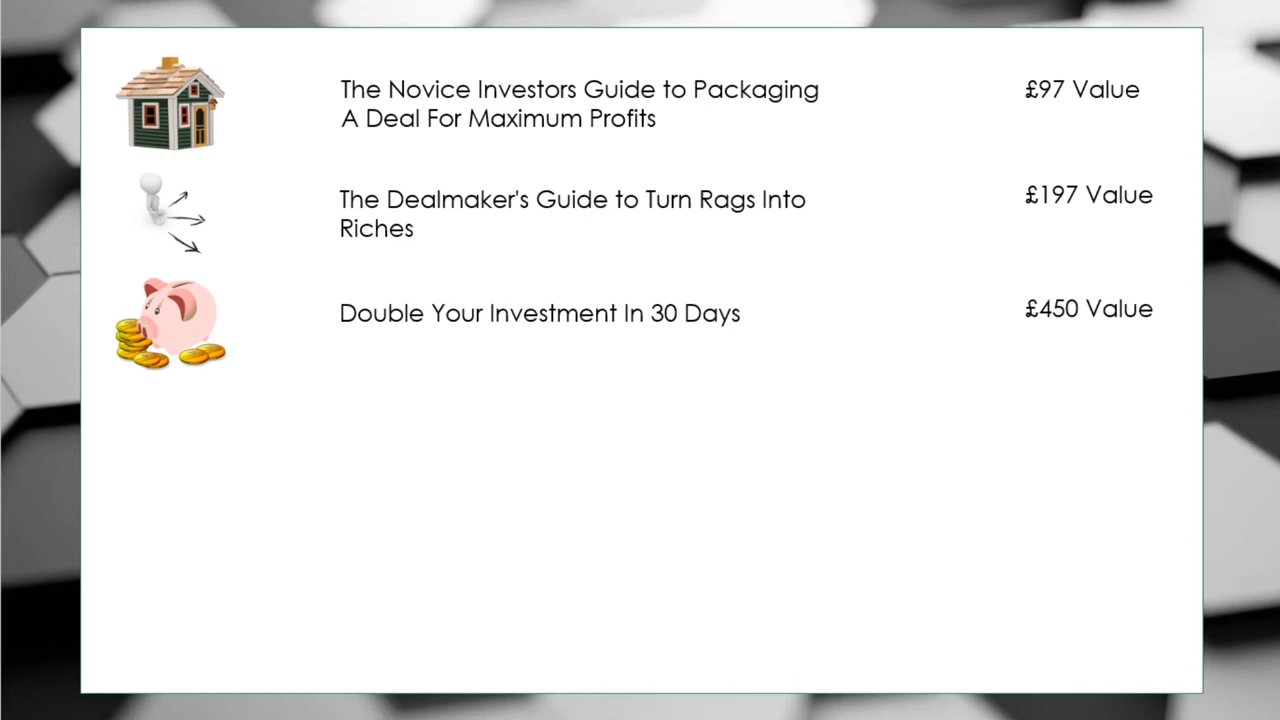 The Novice Investors Guide to Packaging
A Deal For Maximum Profits
£97 Value
The Dealmaker's Guide to Turn Rags Into
Riches
£197 Value
Double Your Investment In 30 Days
£450 Value